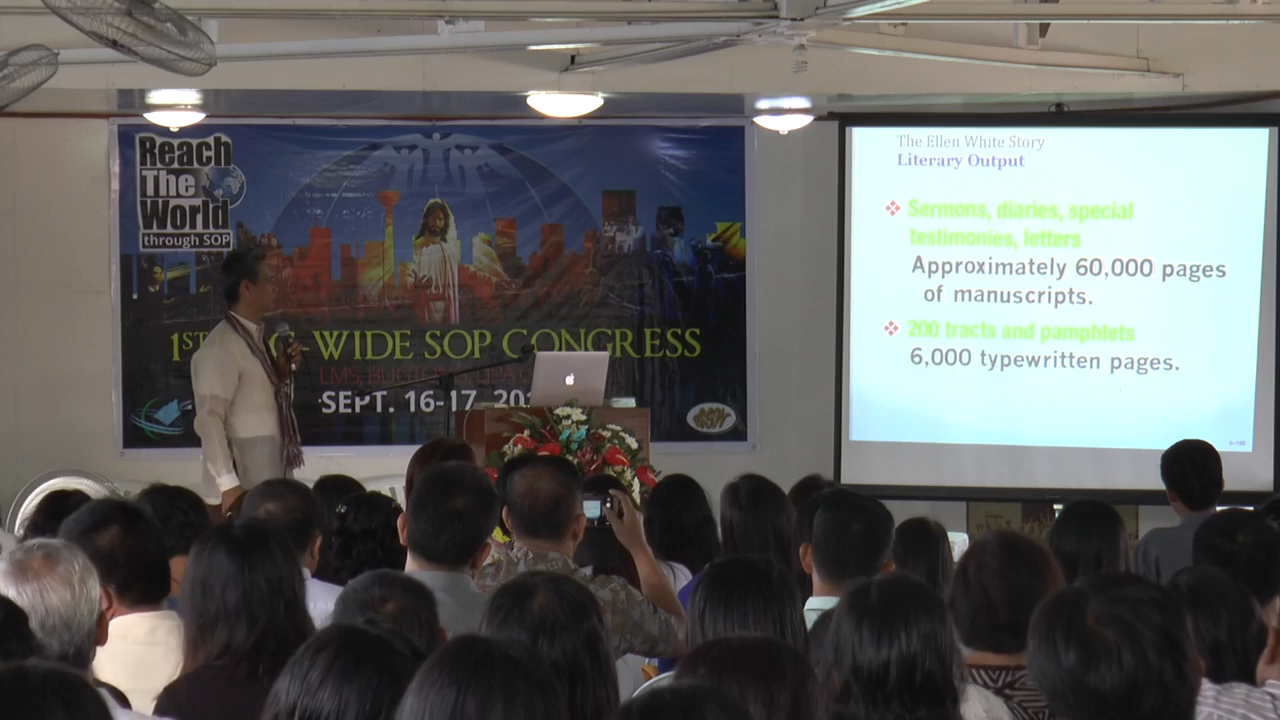 Reach
The
World
through SOP
1ST
-WIDE SOP CONGRESS
SEPT. 16-17, 20
The Ellen White Story
Literary Output
Sermons, diaries, special
testimonies, letters
Approximately 60,000 pages
of manuscripts.
200 tracts and pamphlets
6,000 typewritten pages.